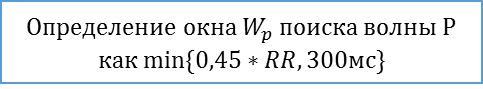 Определение окна W_p поиска волны P
как min{0,45 * RR, 300мс}